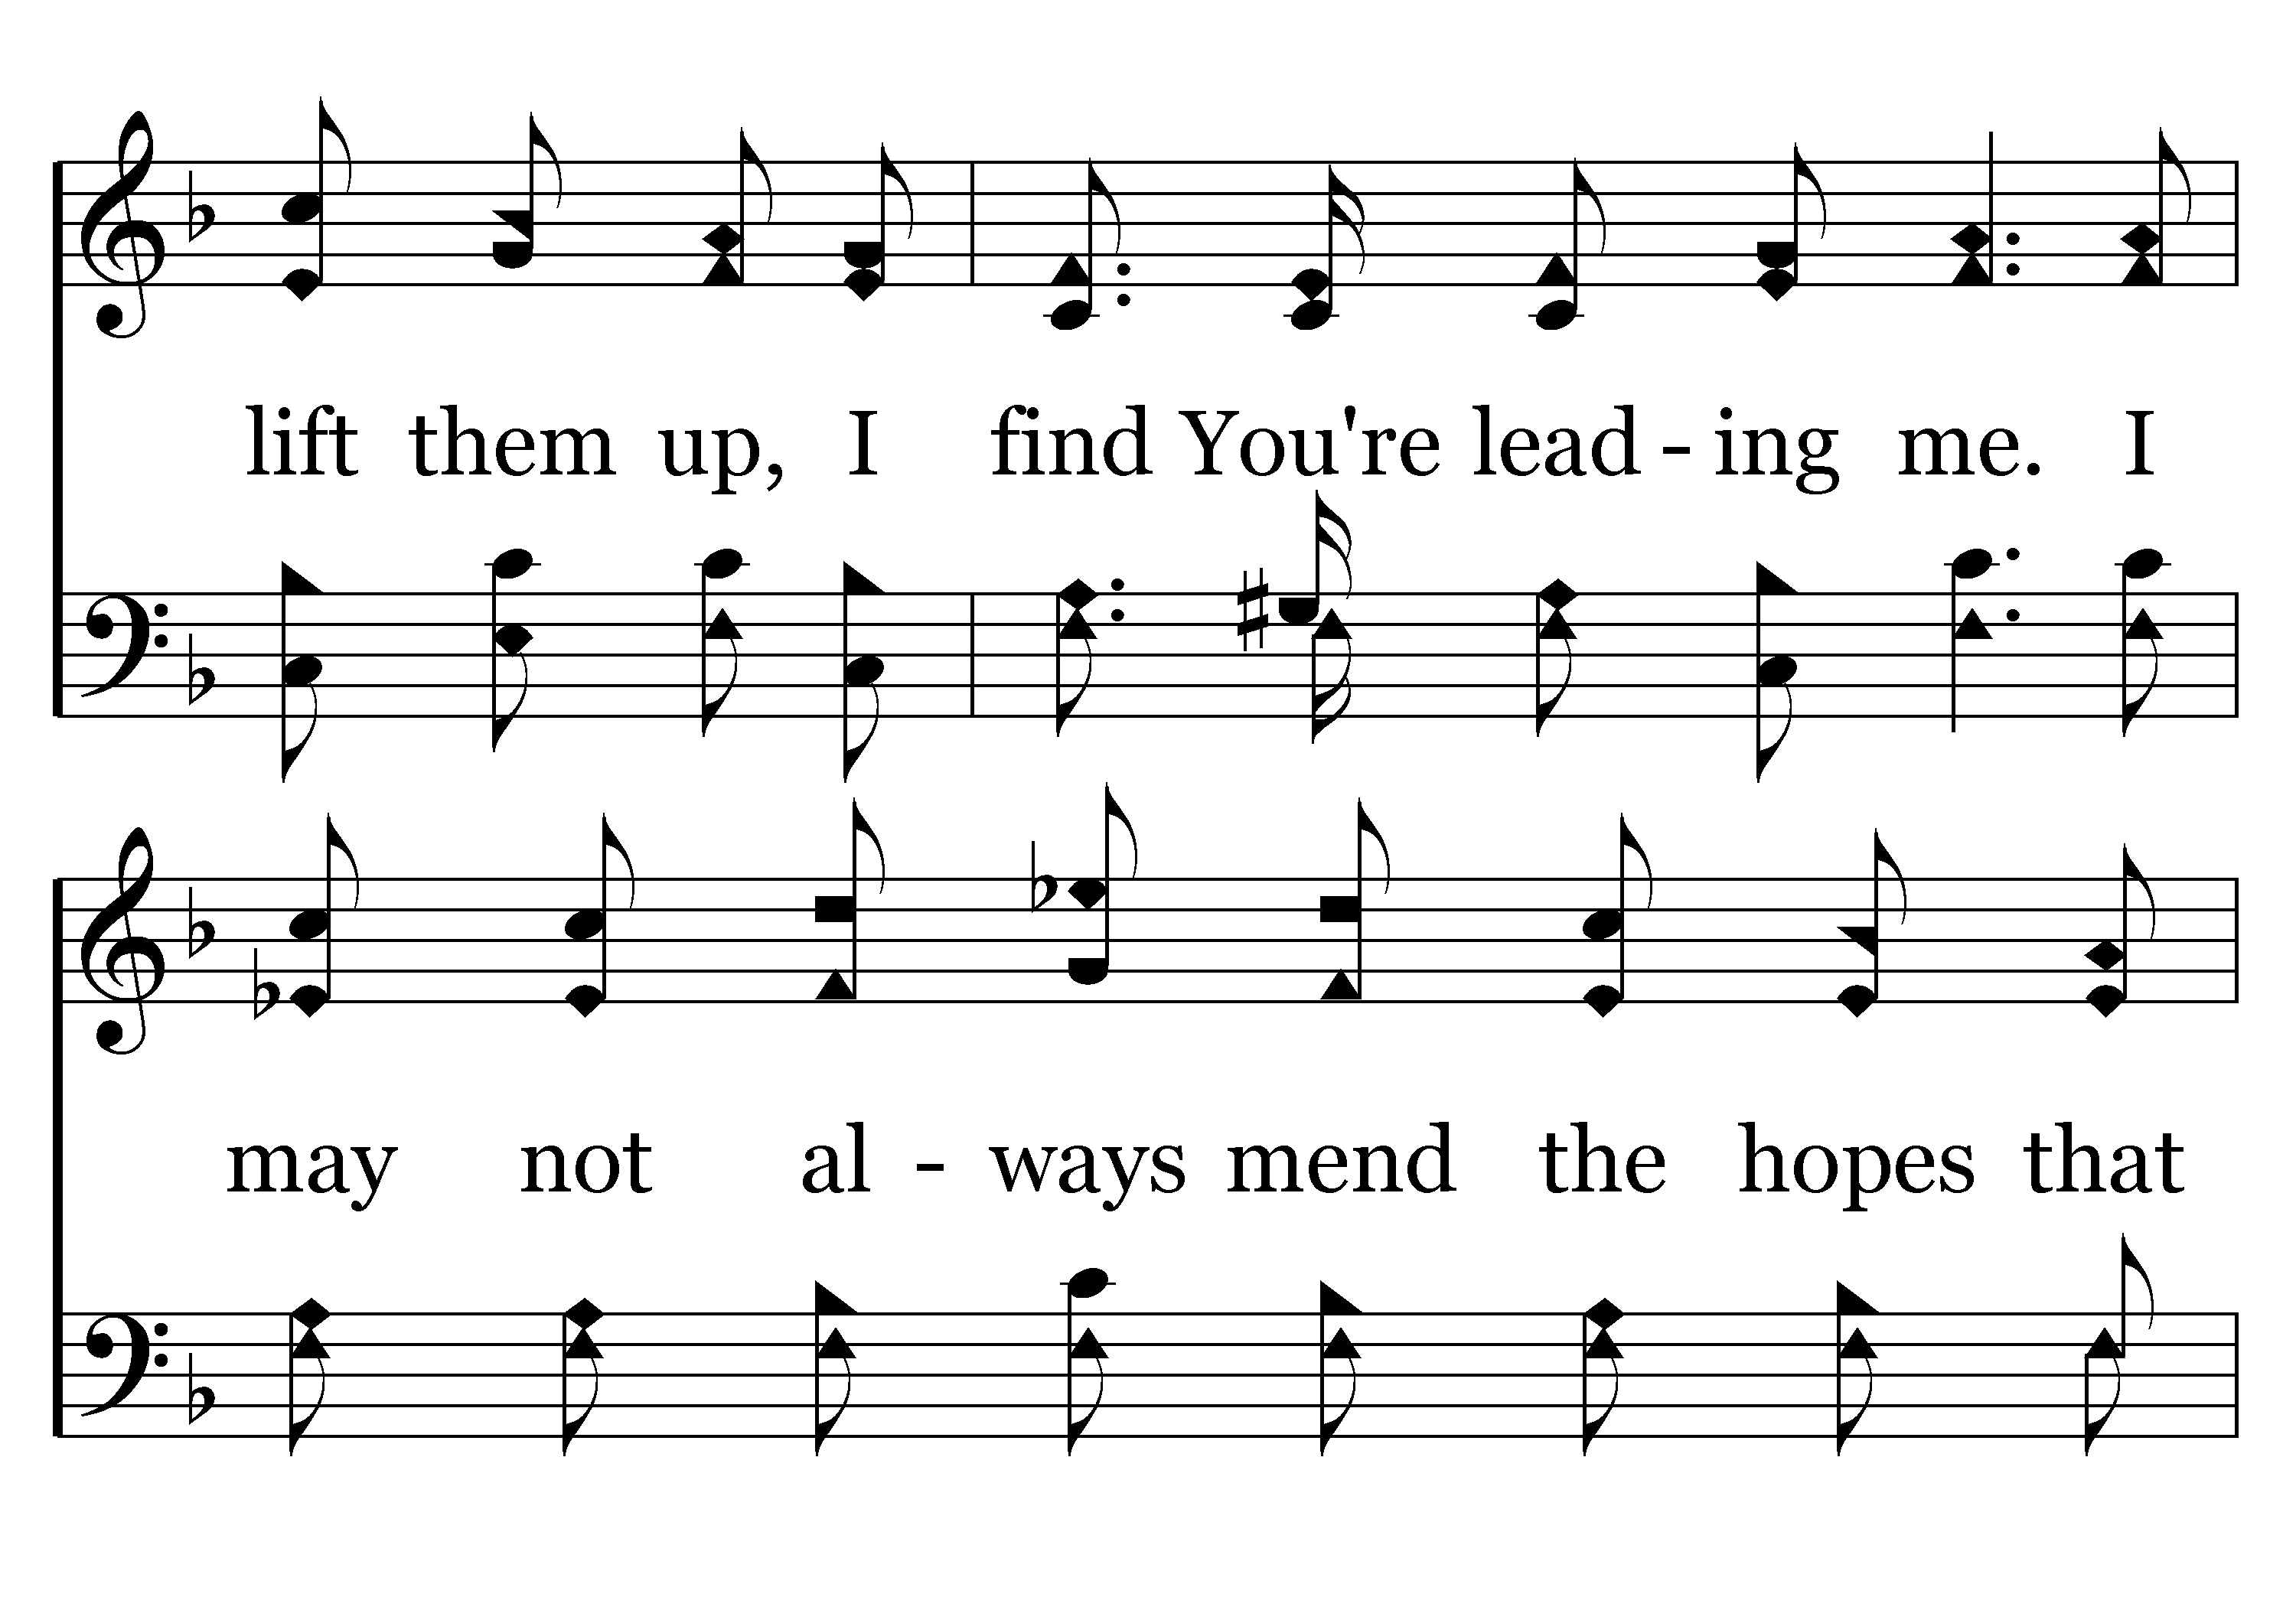 lift them up, I find You're lead - ing me. I
may not al - ways mend the hopes that